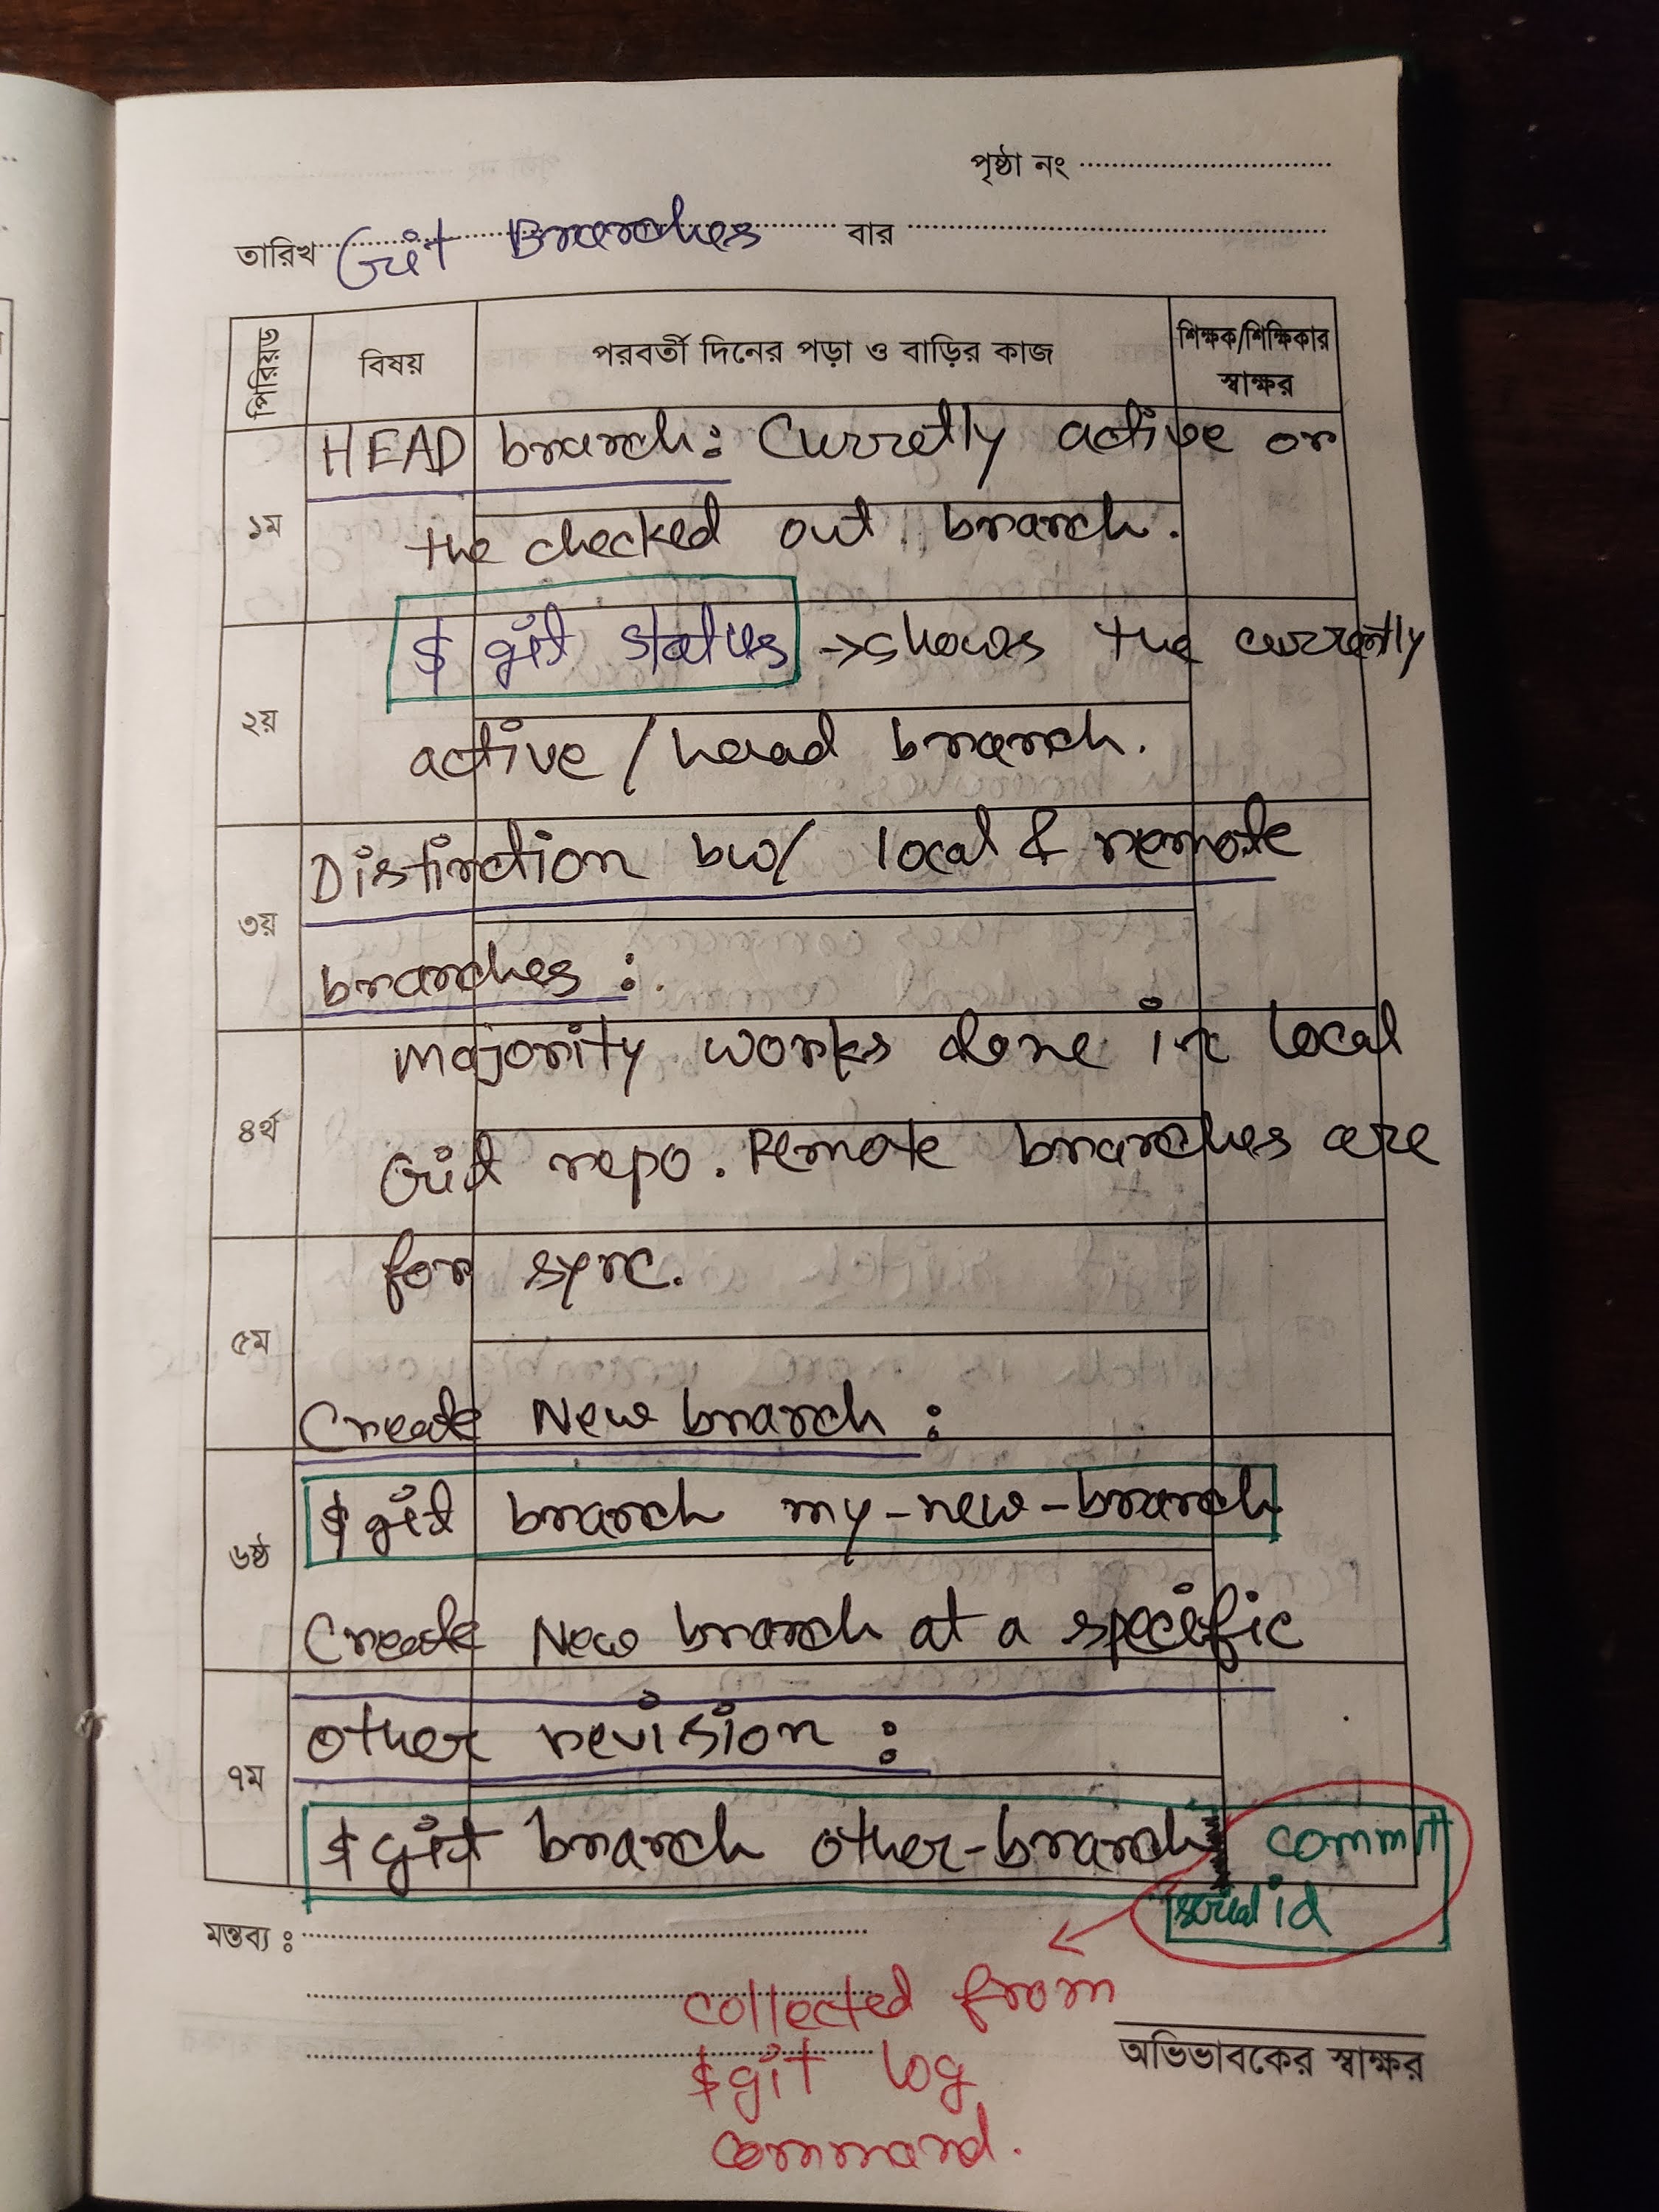 পৃষ্ঠা নং
তারিখ Git Branches বার
পিরিয়ড বিষয় পরবর্তী দিনের পড়া ও বাড়ির কাজ শিক্ষক/শিক্ষিকার স্বাক্ষর
HEAD branch: Curretly active or
১ম
the checked out branch.
$ git status -> shows the currently
২য়
active / head branch.
Distinction bw/ local & remote
৩য়
branches :
majority works done in local
৪র্থ
Git repo. Remote branches are
for sync.
৫ম
Create New branch :
$ git branch my-new-branch
৬ষ্ঠ
Create New branch at a specific
other revision :
৭ম
$ git branch other-branch commit
serial id
মন্তব্য :
collected from
$ git log
অভিভাবকের স্বাক্ষর
command.